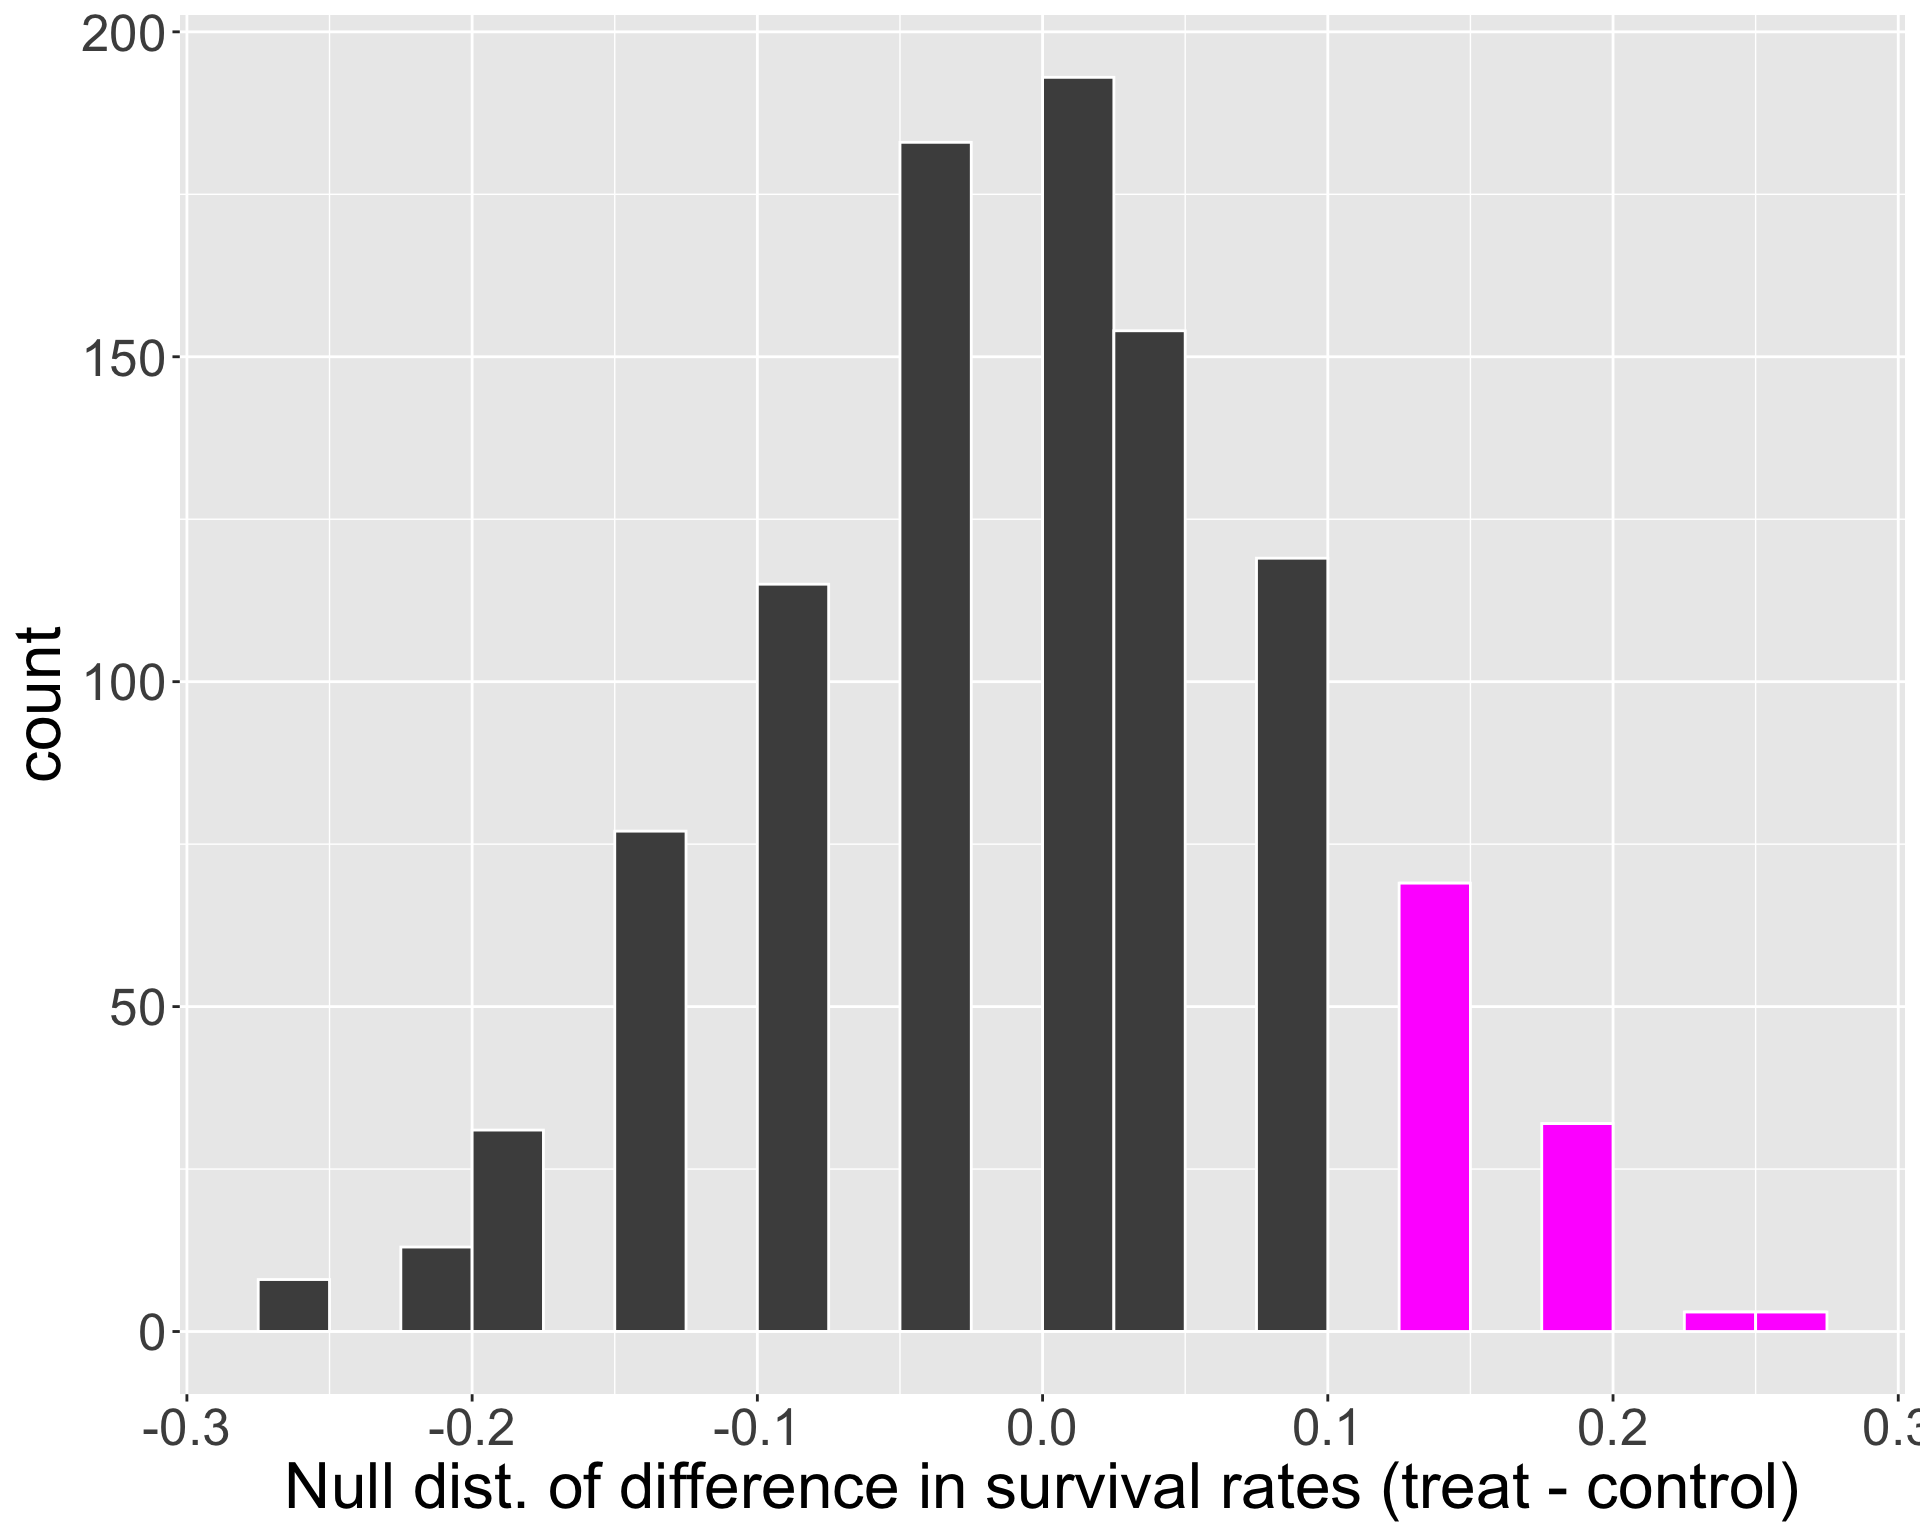 200
150
100
50
0
count
-0.3 -0.2 -0.1 0.0 0.1 0.2 0.3
Null dist. of difference in survival rates (treat - control)